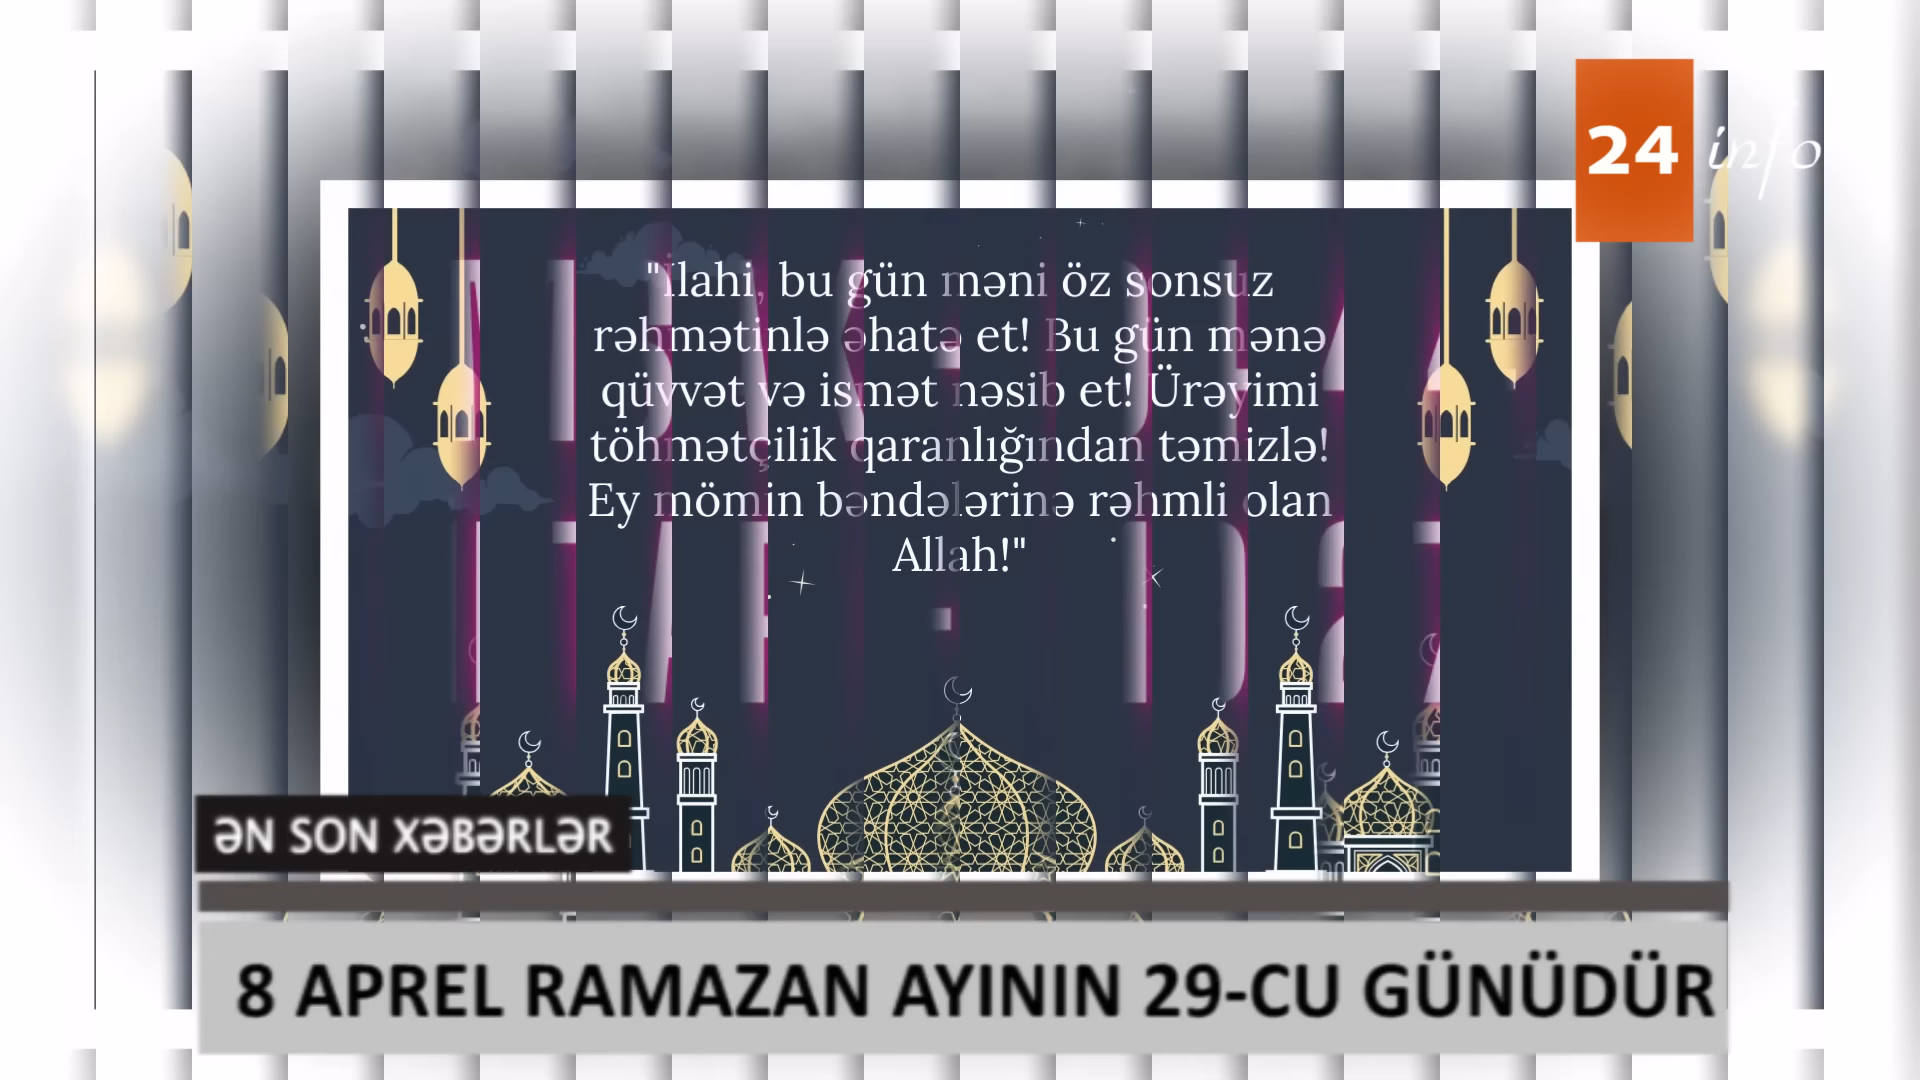 24 info
"İlahi, bu gün məni öz sonsuz
rəhmətinlə əhatə et! Bu gün mənə
qüvvət və ismət nəsib et! Ürəyimi
töhmətçilik qaranlığından təmizlə!
Ey mömin bəndələrinə rəhmli olan
Allah!"
ƏN SON XƏBƏRLƏR
8 APREL RAMAZAN AYININ 29-CU GÜNÜDÜR